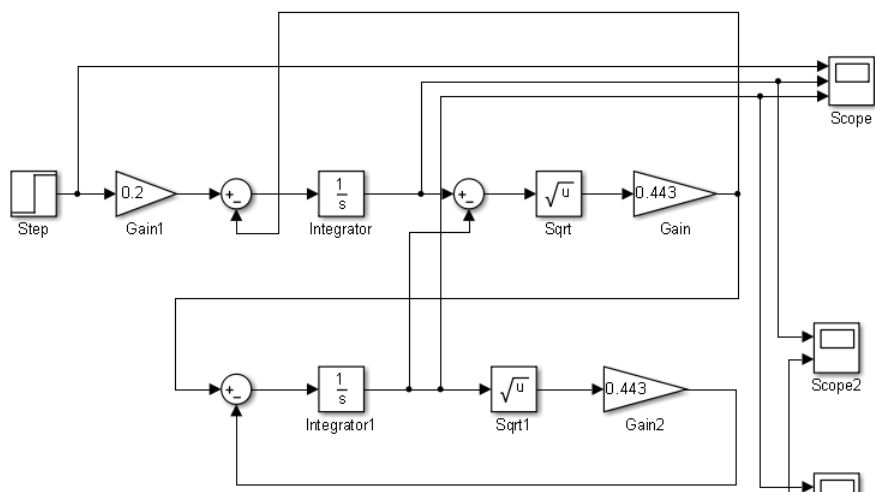 Scope
0.2
+
−
1
s
+
−
√u
0.443
Step
Gain1
Integrator
Sqrt
Gain
+
−
1
s
√u
0.443
Scope2
Integrator1
Sqrt1
Gain2